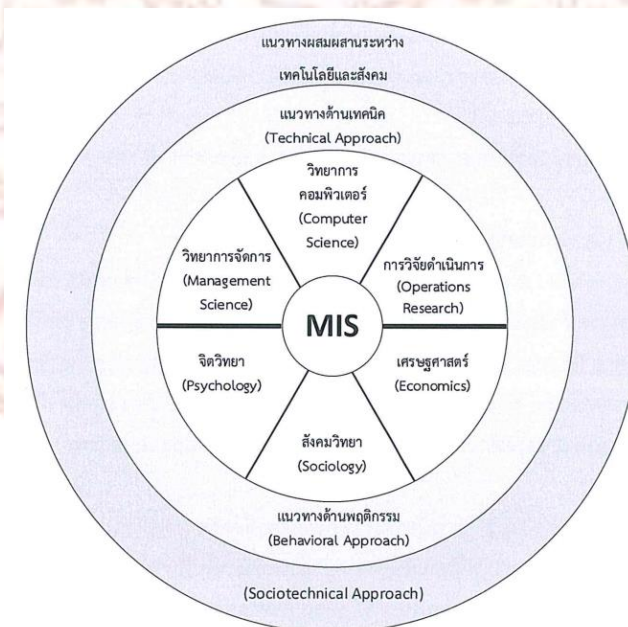 แนวทางผสมผสานระหว่าง
เทคโนโลยีและสังคม
แนวทางด้านเทคนิค
(Technical Approach)
วิทยาการ
คอมพิวเตอร์
(Computer
Science)
วิทยาการจัดการ
(Management
Science)
การวิจัยดำเนินการ
(Operations
Research)
MIS
จิตวิทยา
(Psychology)
เศรษฐศาสตร์
(Economics)
สังคมวิทยา
(Sociology)
แนวทางด้านพฤติกรรม
(Behavioral Approach)
(Sociotechnical Approach)